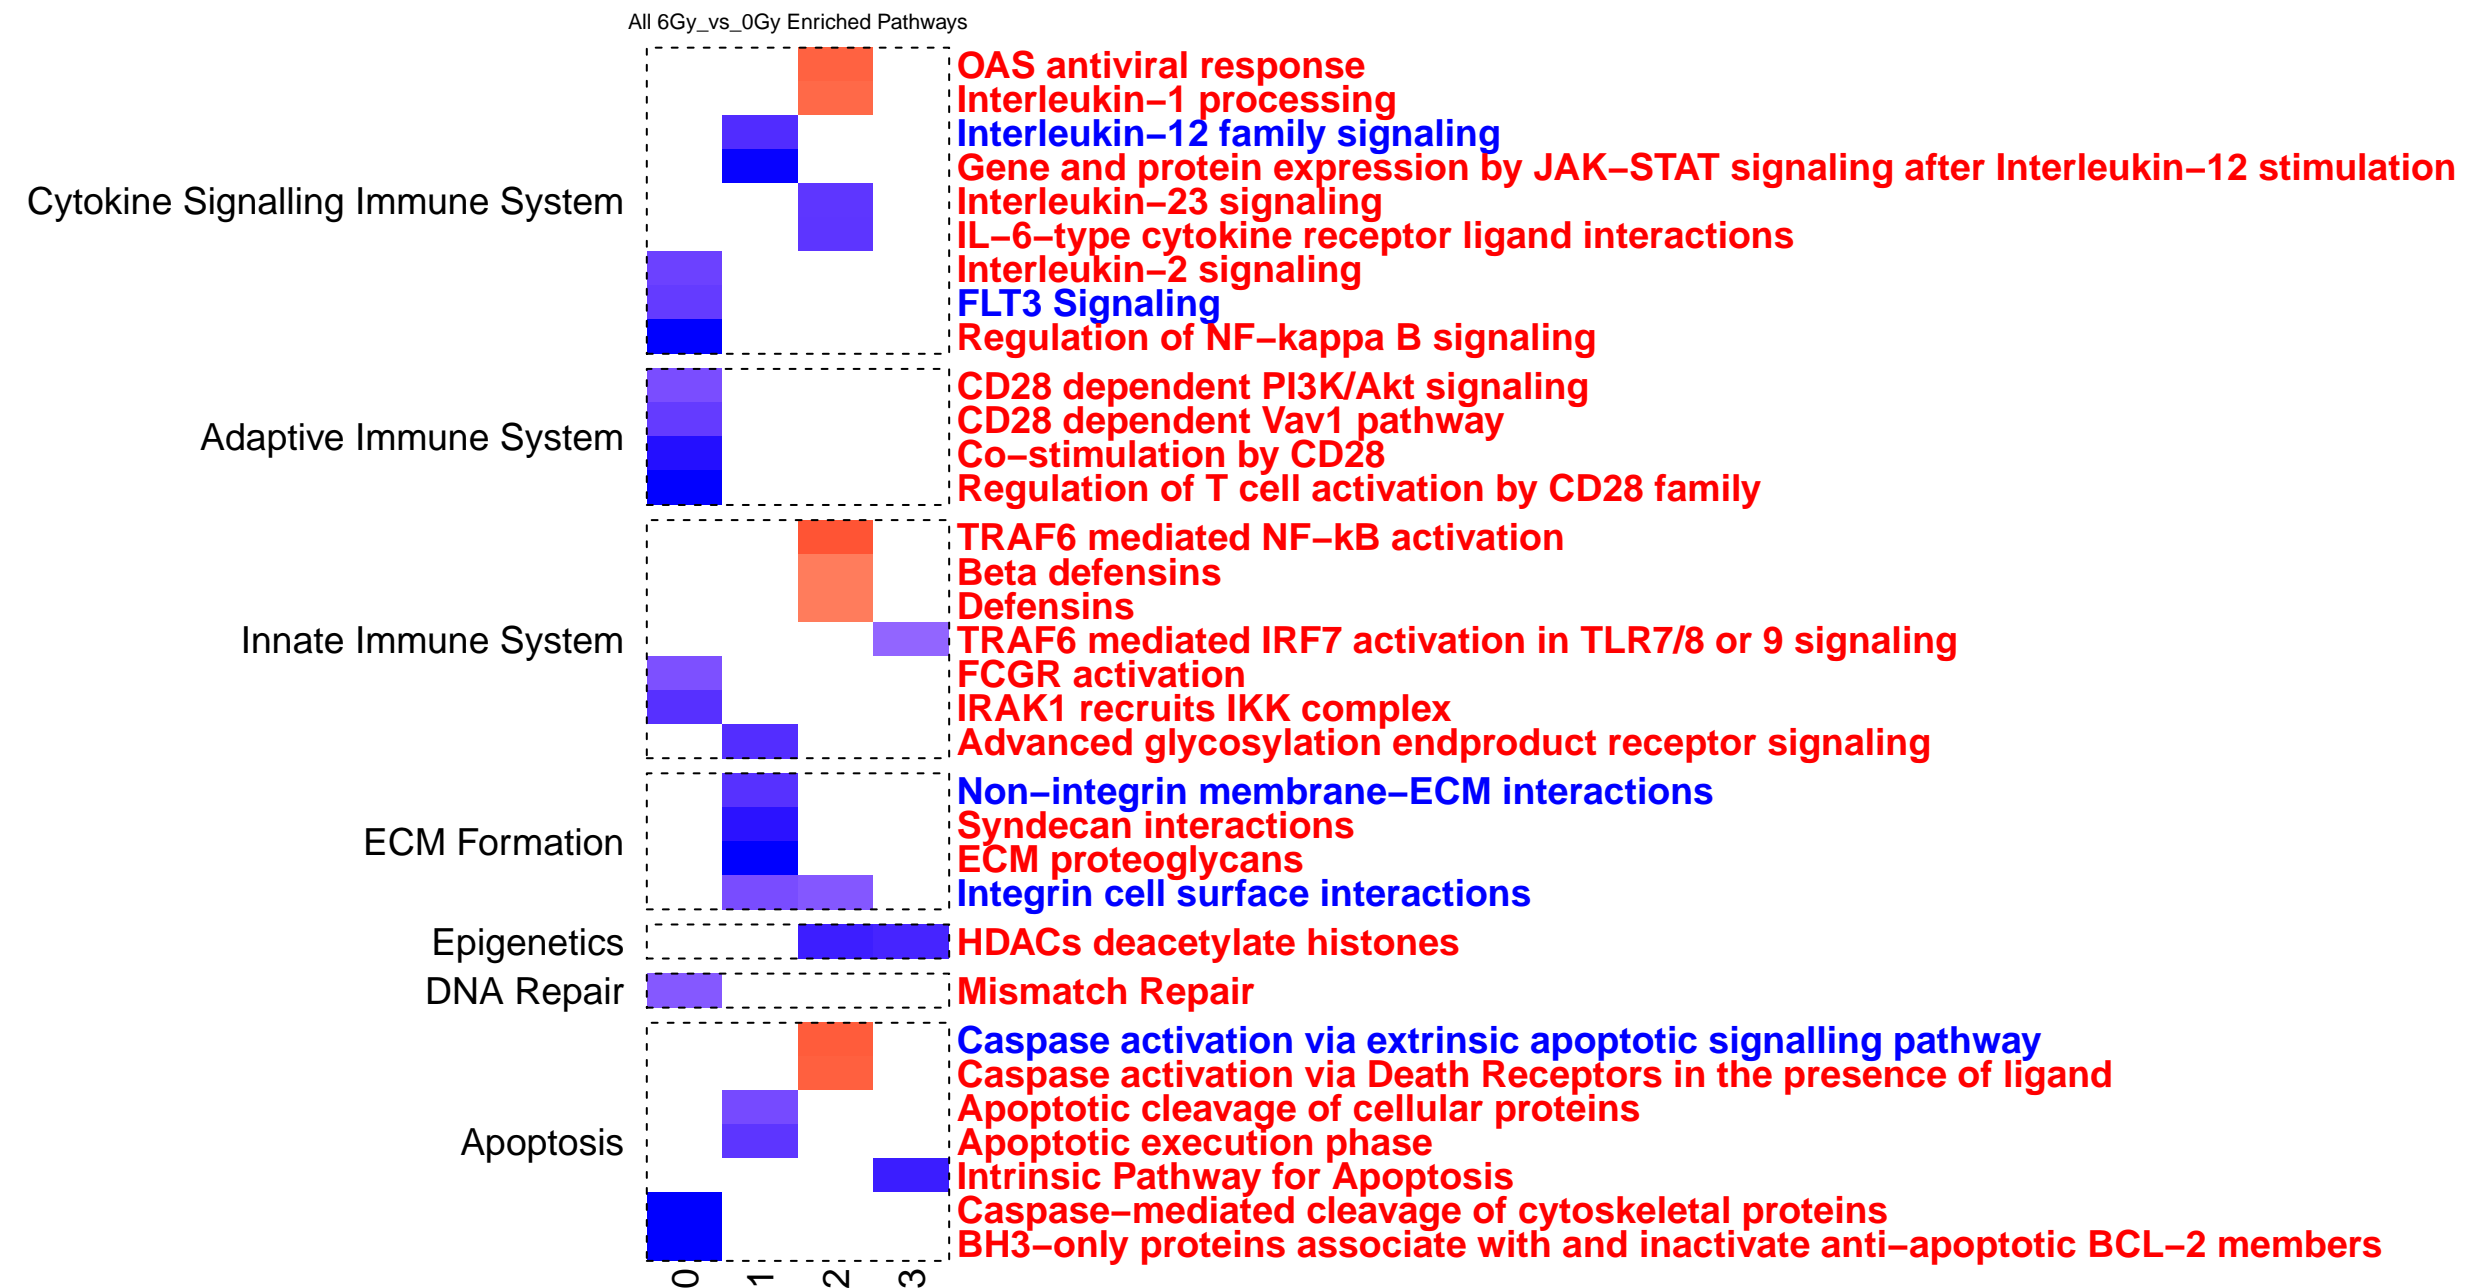 All 6Gy_vs_0Gy Enriched Pathways
Cytokine Signalling Immune System
OAS antiviral response
Interleukin−1 processing
Interleukin−12 family signaling
Gene and protein expression by JAK−STAT signaling after Interleukin−12 stimulation
Interleukin−23 signaling
IL−6−type cytokine receptor ligand interactions
Interleukin−2 signaling
FLT3 Signaling
Regulation of NF−kappa B signaling
Adaptive Immune System
CD28 dependent PI3K/Akt signaling
CD28 dependent Vav1 pathway
Co−stimulation by CD28
Regulation of T cell activation by CD28 family
Innate Immune System
TRAF6 mediated NF−kB activation
Beta defensins
Defensins
TRAF6 mediated IRF7 activation in TLR7/8 or 9 signaling
FCGR activation
IRAK1 recruits IKK complex
Advanced glycosylation endproduct receptor signaling
ECM Formation
Non−integrin membrane−ECM interactions
Syndecan interactions
ECM proteoglycans
Integrin cell surface interactions
Epigenetics
HDACs deacetylate histones
DNA Repair
Mismatch Repair
Apoptosis
Caspase activation via extrinsic apoptotic signalling pathway
Caspase activation via Death Receptors in the presence of ligand
Apoptotic cleavage of cellular proteins
Apoptotic execution phase
Intrinsic Pathway for Apoptosis
Caspase−mediated cleavage of cytoskeletal proteins
BH3−only proteins associate with and inactivate anti−apoptotic BCL−2 members
0
1
2
3